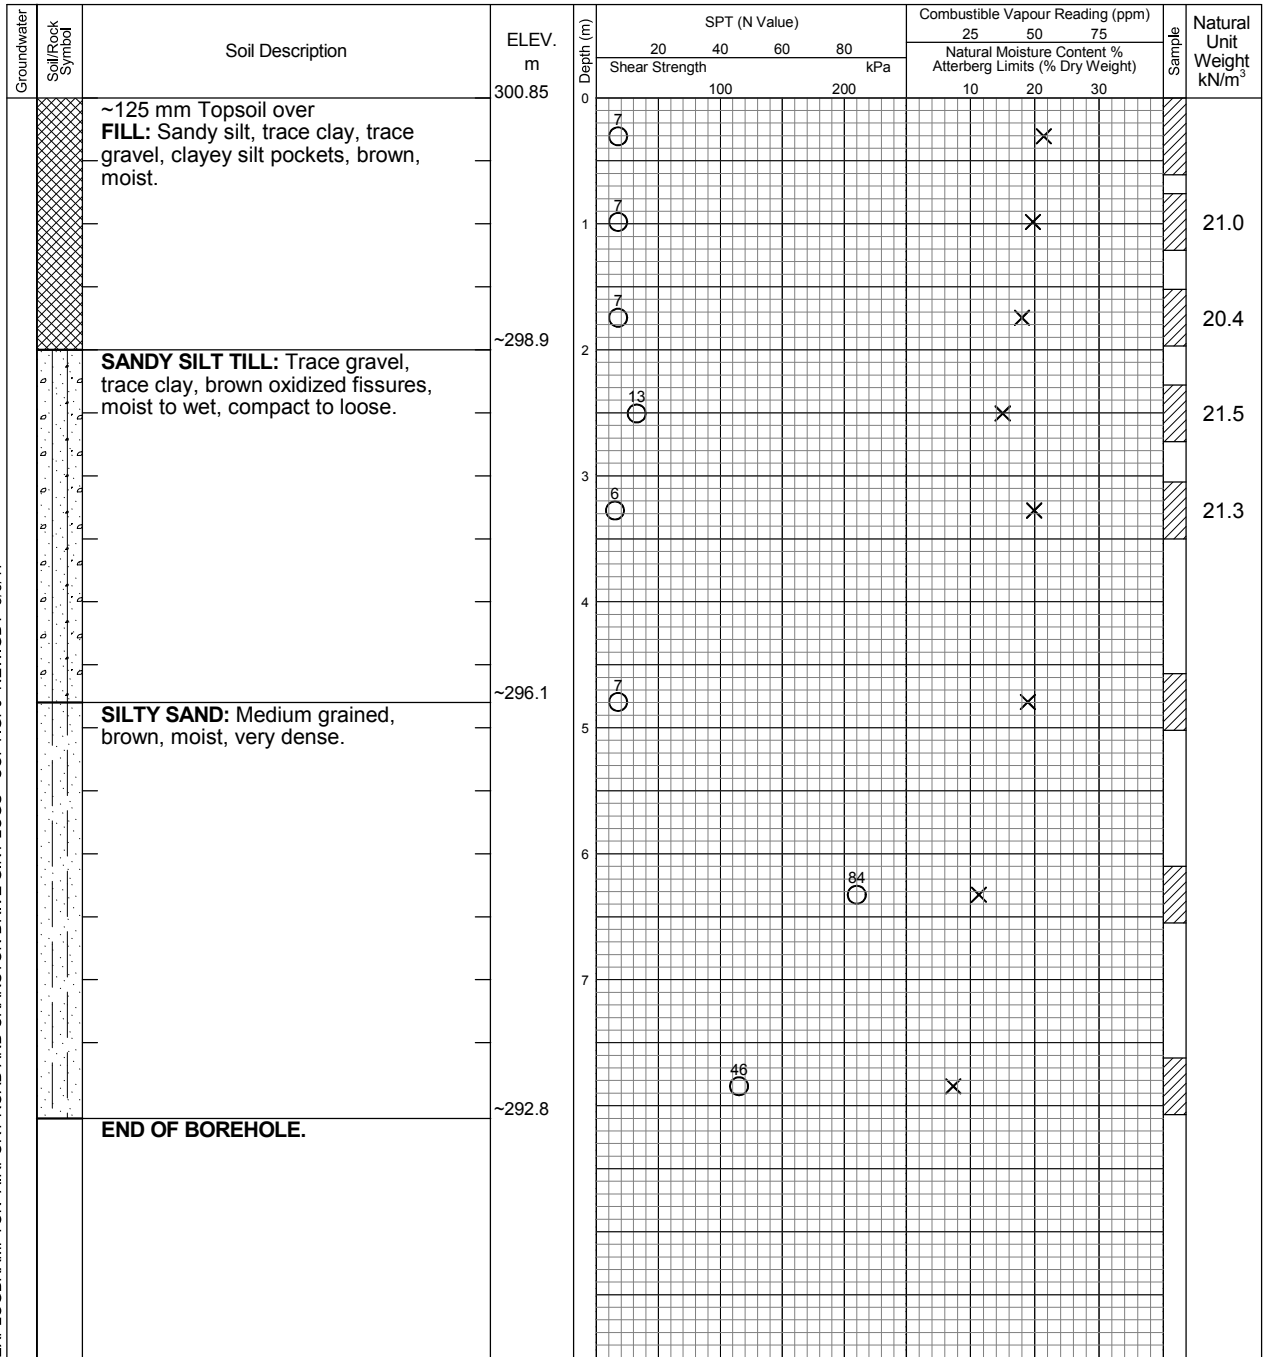 Groundwater
Soil/Rock Symbol
Soil Description
ELEV.
m
Depth (m)
SPT (N Value)
20 40 60 80
Shear Strength kPa
100 200
Combustible Vapour Reading (ppm)
25 50 75
Natural Moisture Content %
Atterberg Limits (% Dry Weight)
10 20 30
Sample
Natural
Unit
Weight
kN/m³
300.85
0
~125 mm Topsoil over
FILL: Sandy silt, trace clay, trace
gravel, clayey silt pockets, brown,
moist.
7
7
1
21.0
7
20.4
~298.9
2
SANDY SILT TILL: Trace gravel,
trace clay, brown oxidized fissures,
moist to wet, compact to loose.
13
21.5
3
6
21.3
4
~296.1
7
SILTY SAND: Medium grained,
brown, moist, very dense.
5
6
84
7
46
~292.8
END OF BOREHOLE.